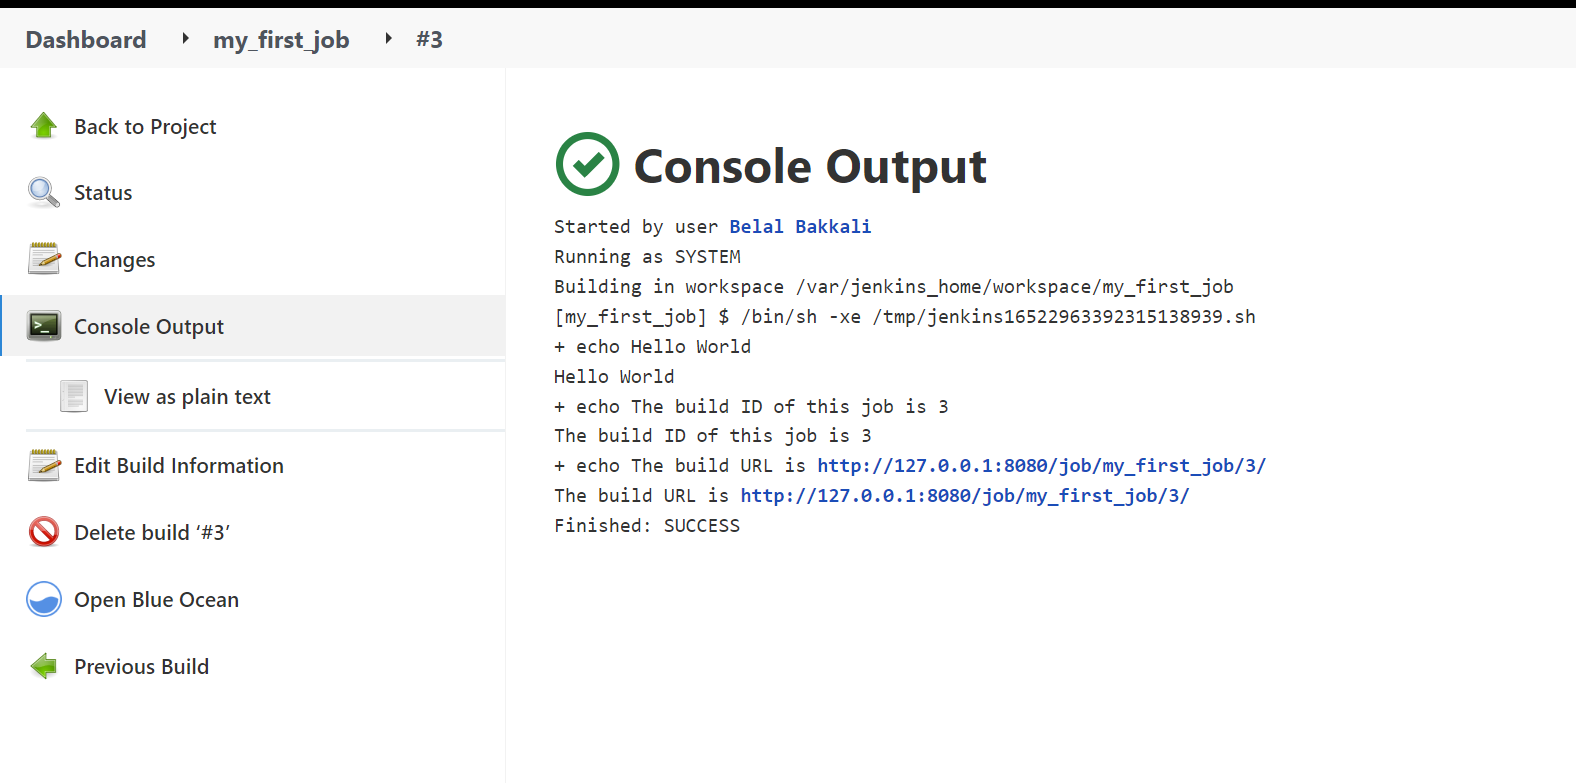 Dashboard my_first_job #3
Back to Project
Status
Changes
Console Output
View as plain text
Edit Build Information
Delete build ‘#3’
Open Blue Ocean
Previous Build
Console Output
Started by user Belal Bakkali
Running as SYSTEM
Building in workspace /var/jenkins_home/workspace/my_first_job
[my_first_job] $ /bin/sh -xe /tmp/jenkins16522963392315138939.sh
+ echo Hello World
Hello World
+ echo The build ID of this job is 3
The build ID of this job is 3
+ echo The build URL is http://127.0.0.1:8080/job/my_first_job/3/
The build URL is http://127.0.0.1:8080/job/my_first_job/3/
Finished: SUCCESS